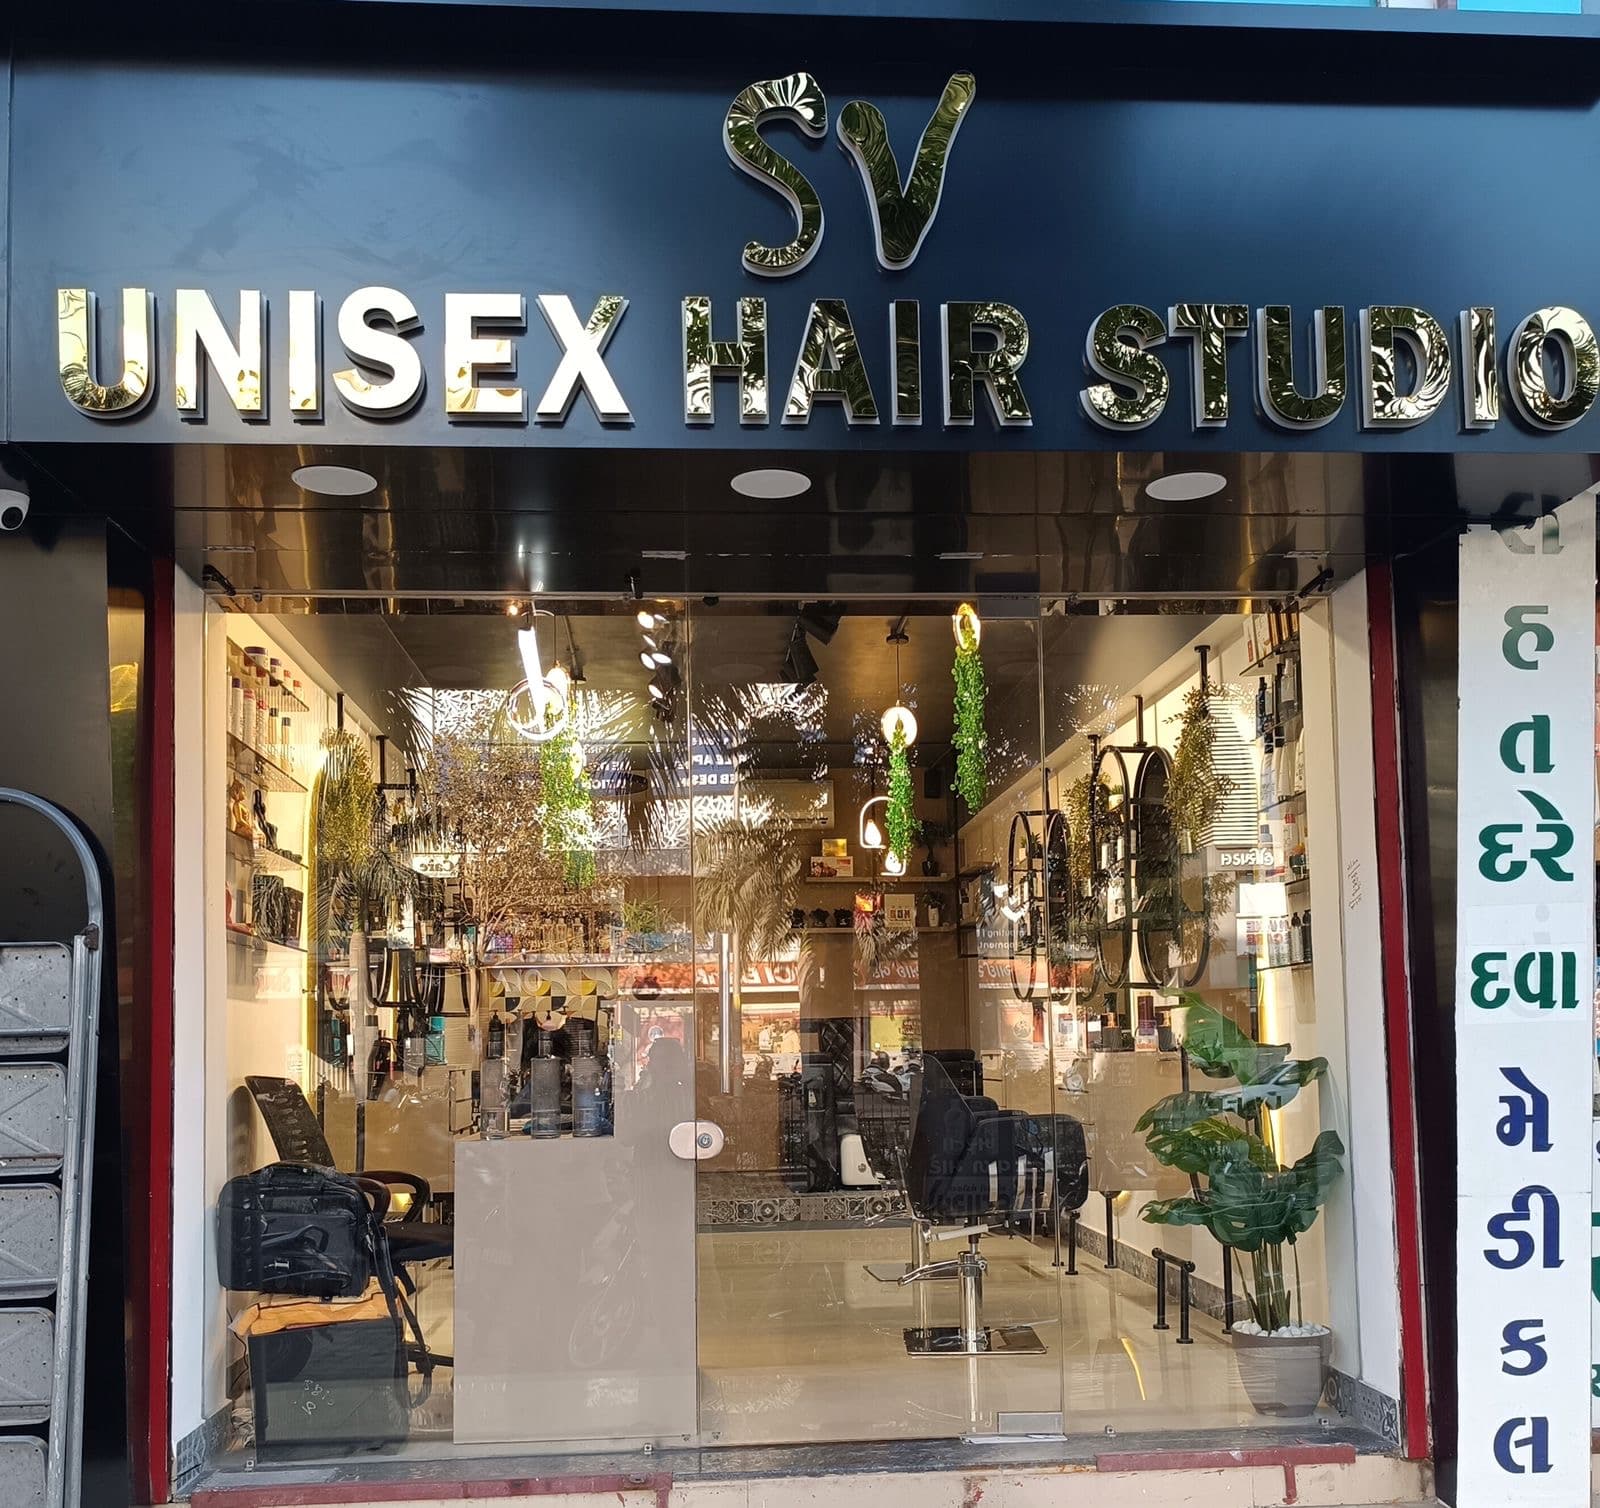 SV
UNISEX HAIR STUDIO
હ
ત
દરે
દવા
મે
ડી
ક
લ